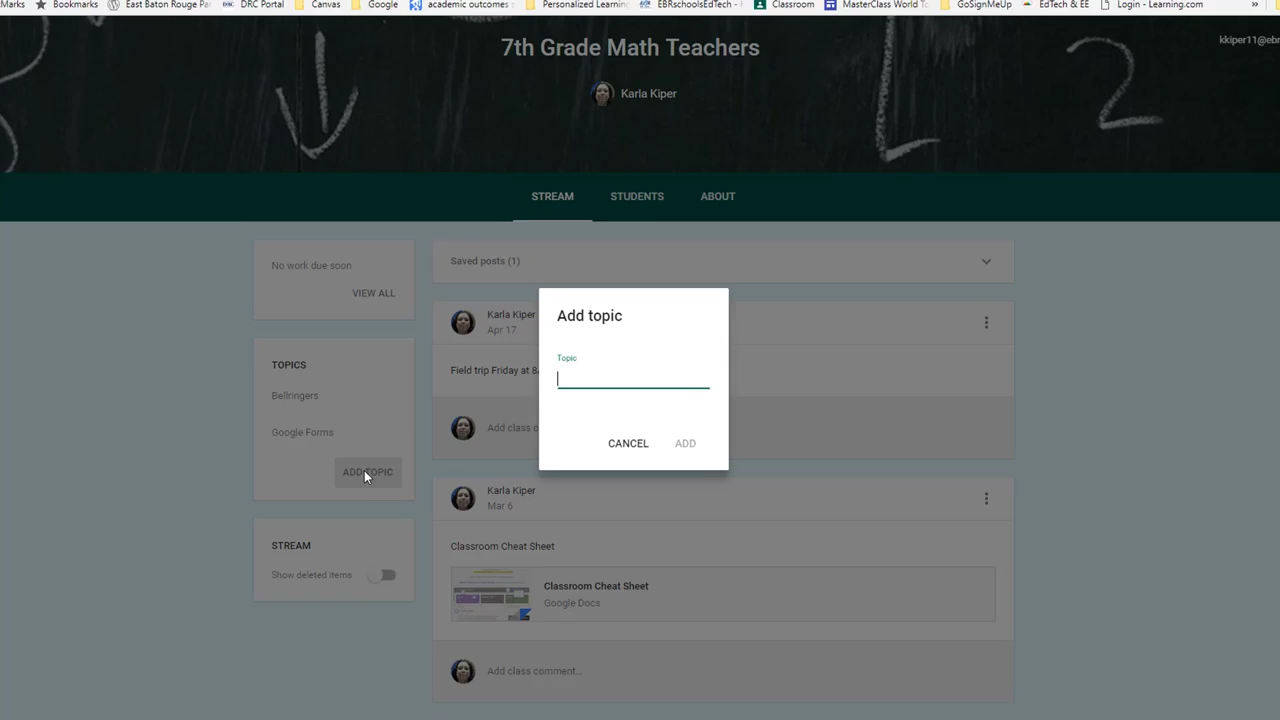 Marks Bookmarks East Baton Rouge Pa DRC Portal Canvas Google academic outcomes s Personalized Learning EBRschoolsEdTech - Classroom MasterClass World T GoSignMeUp EdTech & EE Login - Learning.com »
7th Grade Math Teachers
kkiper11@ebr
Karla Kiper
2
STREAM STUDENTS ABOUT
No work due soon
VIEW ALL
Saved posts (1)
TOPICS
Bellringers
Google Forms
ADD TOPIC
STREAM
Show deleted items
Karla Kiper
Apr 17
Field trip Friday at 8
Add class c
Add topic
Topic
CANCEL ADD
Karla Kiper
Mar 6
Classroom Cheat Sheet
Classroom Cheat Sheet
Google Docs
Add class comment...